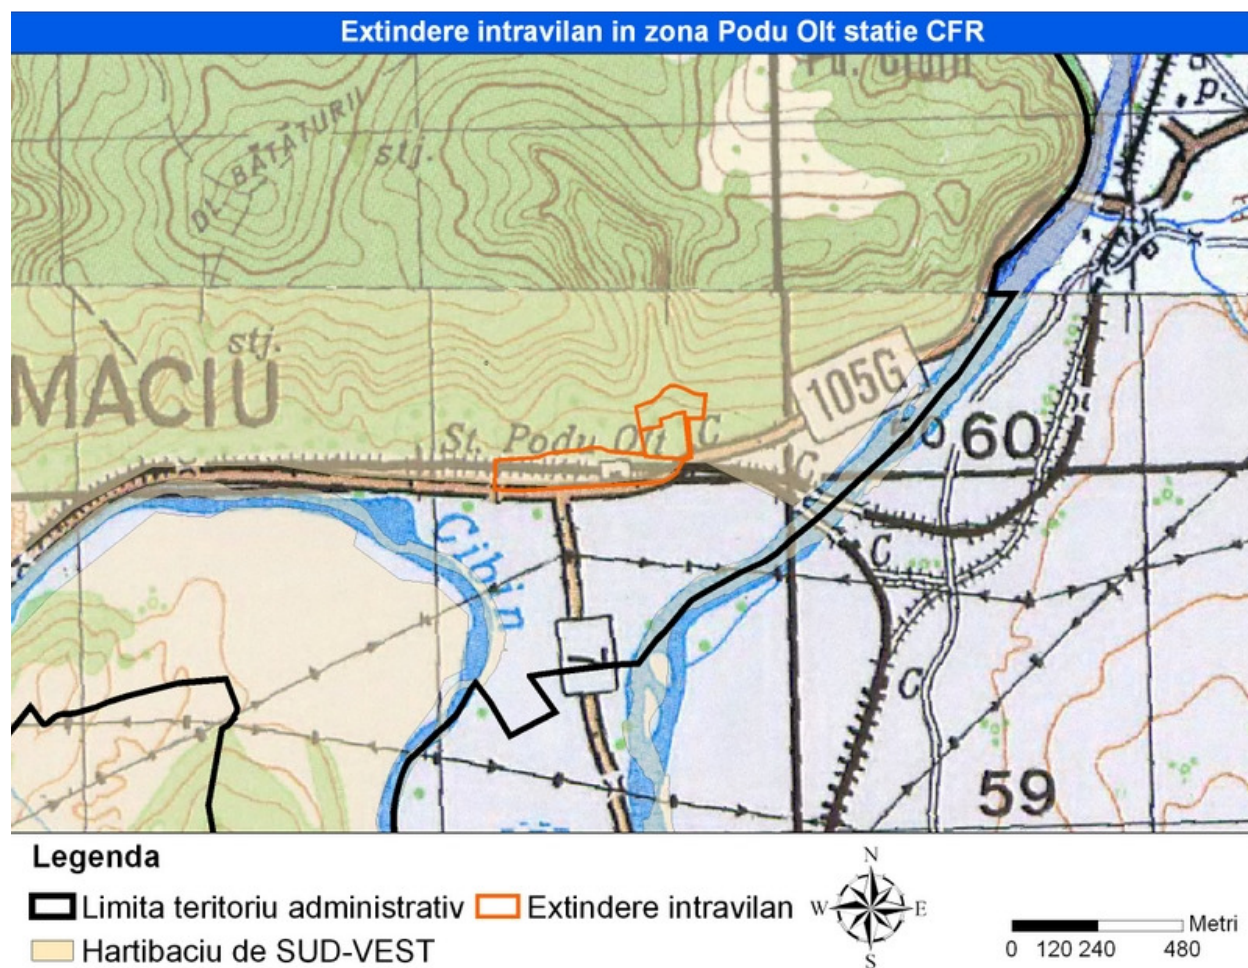 Extindere intravilan in zona Podu Olt statie CFR
p.
DL. BĂTĂTURII
stj.
stj.
MACIU
105G
St. Podu Olt
C
60
C
Cibin
C
C
59
Legenda
Limita teritoriu administrativ
Extindere intravilan
Hartibaciu de SUD-VEST
N
W
E
S
Metri
0 120 240 480